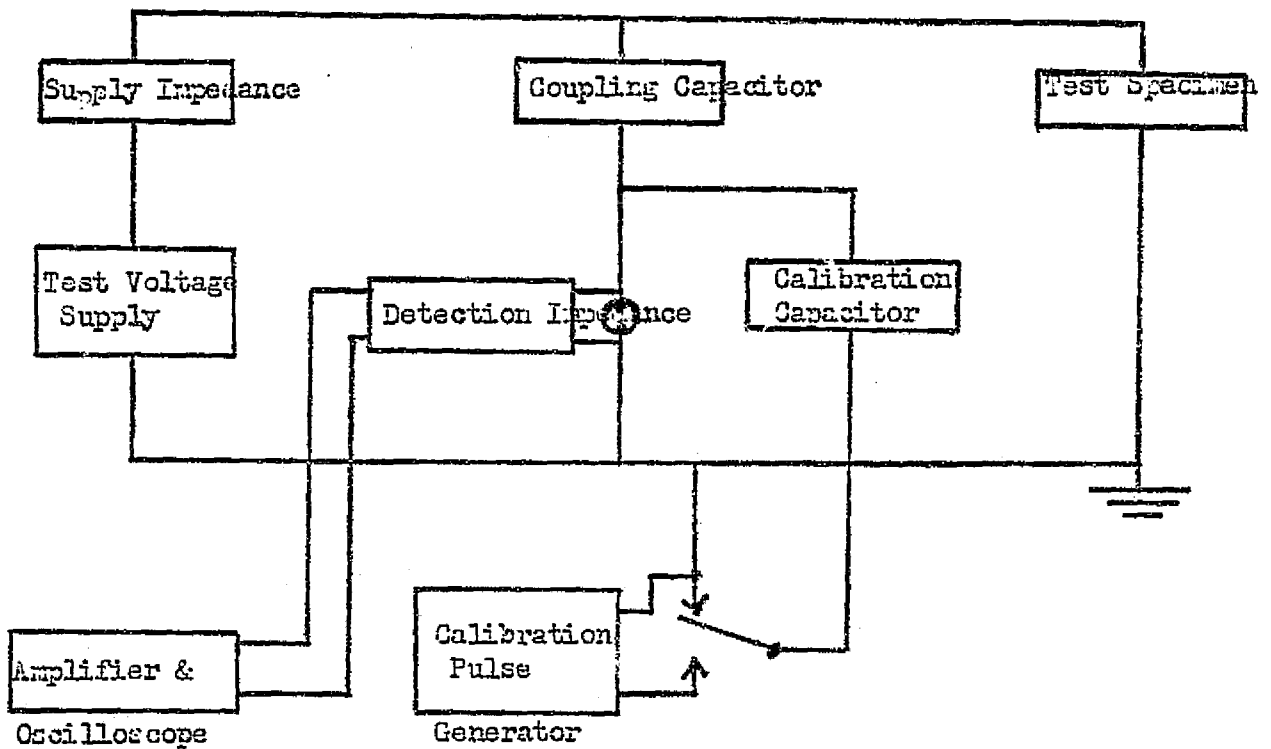 Supply Impedance
Coupling Capacitor
Test Specimen
Test Voltage
Supply
Detection Impedance
Calibration
Capacitor
Calibration
Pulse
Generator
Amplifier &
Oscilloscope